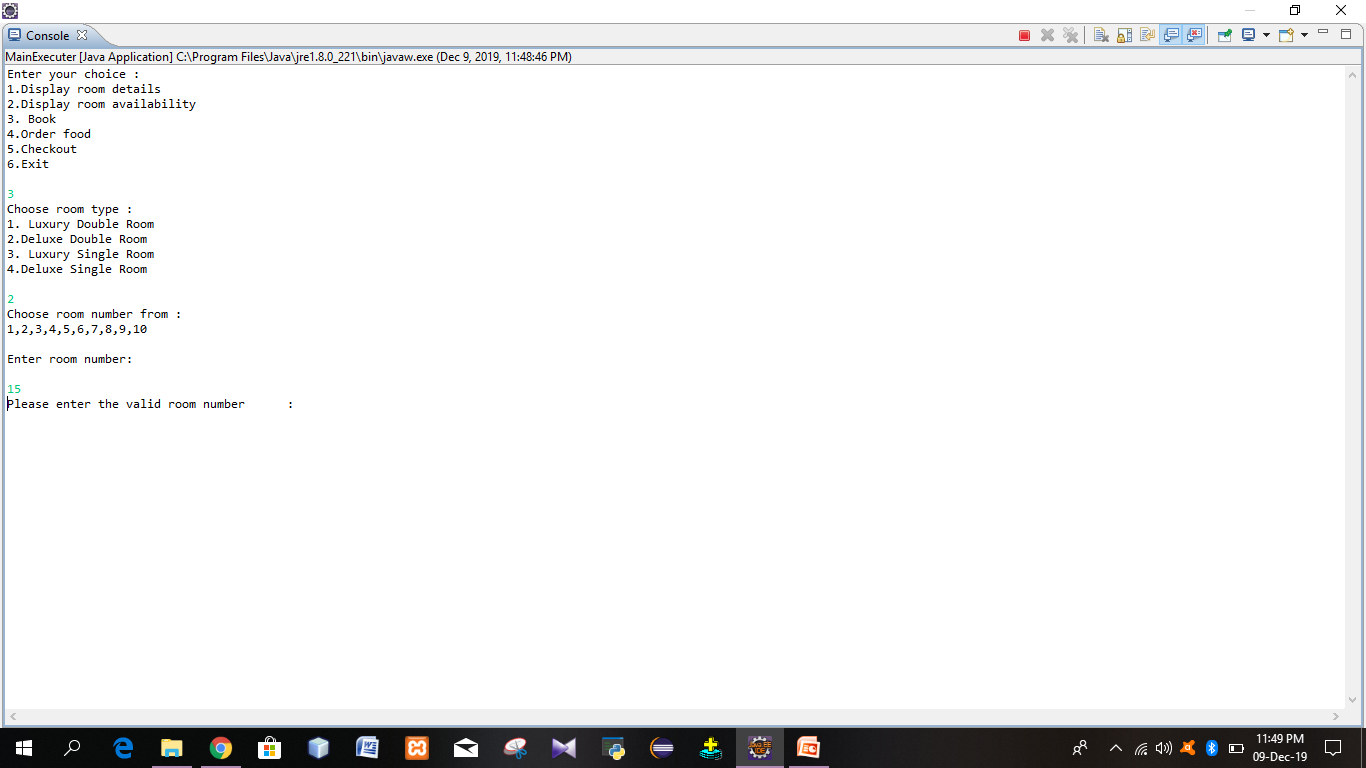 Console
MainExecuter [Java Application] C:\Program Files\Java\jre1.8.0_221\bin\javaw.exe (Dec 9, 2019, 11:48:46 PM)
Enter your choice :
1.Display room details
2.Display room availability
3. Book
4.Order food
5.Checkout
6.Exit
3
Choose room type :
1. Luxury Double Room
2.Deluxe Double Room
3. Luxury Single Room
4.Deluxe Single Room
2
Choose room number from :
1,2,3,4,5,6,7,8,9,10
Enter room number:
15
Please enter the valid room number      :
11:49 PM
09-Dec-19